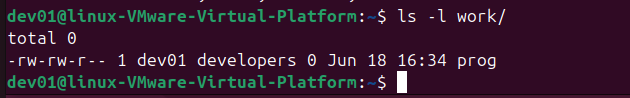 dev01@linux-VMware-Virtual-Platform:~$ ls -l work/
total 0
-rw-rw-r-- 1 dev01 developers 0 Jun 18 16:34 prog
dev01@linux-VMware-Virtual-Platform:~$